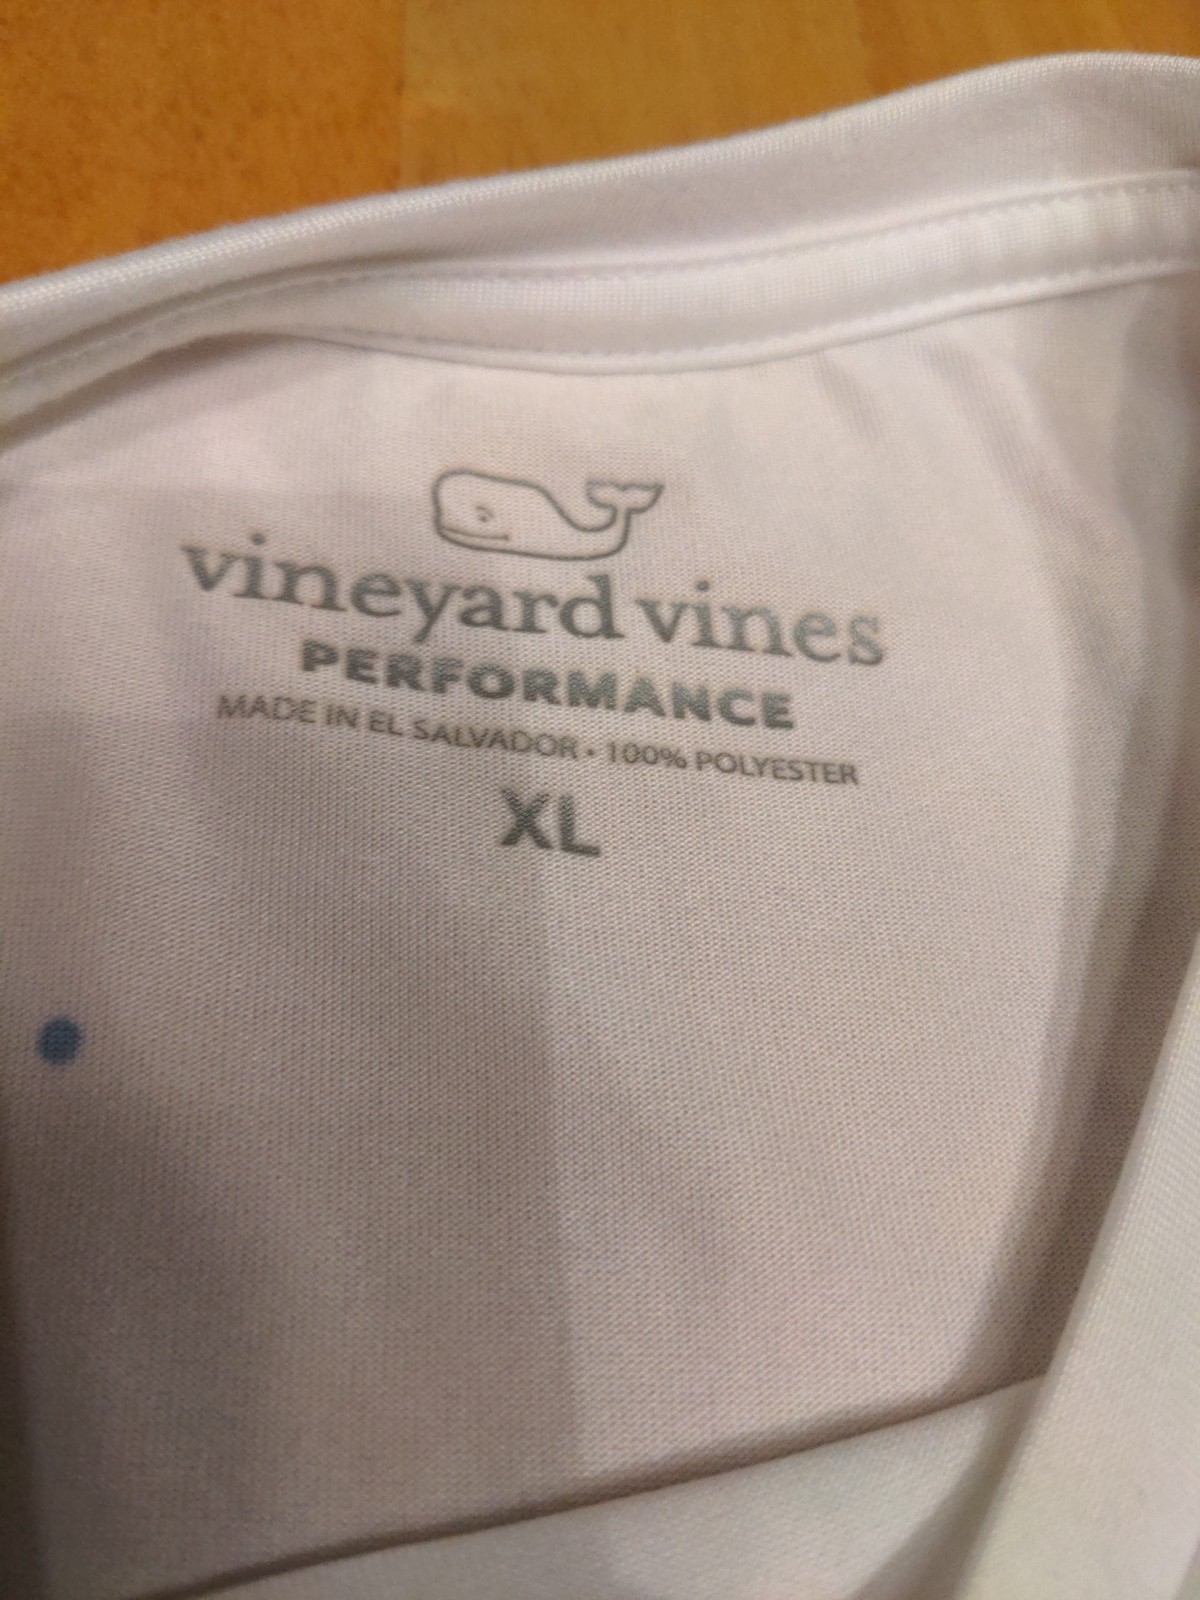 vineyard vines
PERFORMANCE
MADE IN EL SALVADOR • 100% POLYESTER
XL